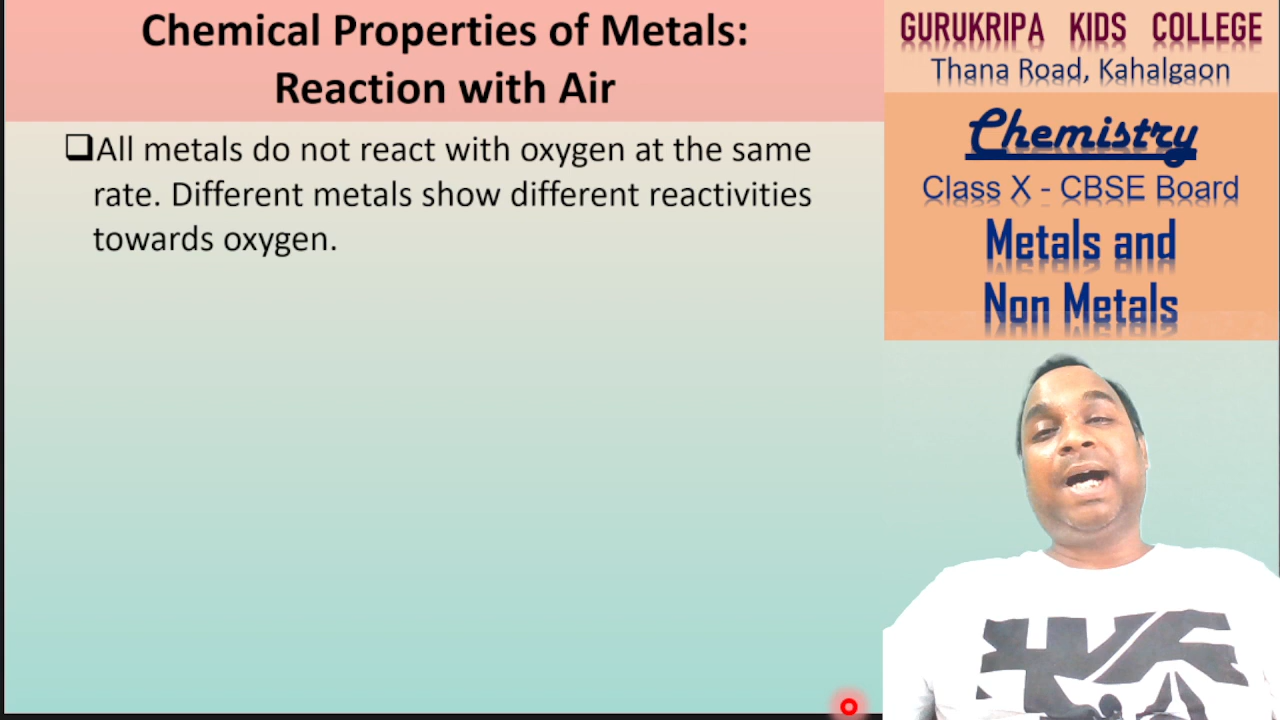 Chemical Properties of Metals:
Reaction with Air
All metals do not react with oxygen at the same
rate. Different metals show different reactivities
towards oxygen.
GURUKRIPA KIDS COLLEGE
Thana Road, Kahalgaon
Chemistry
Class X - CBSE Board
Metals and
Non Metals